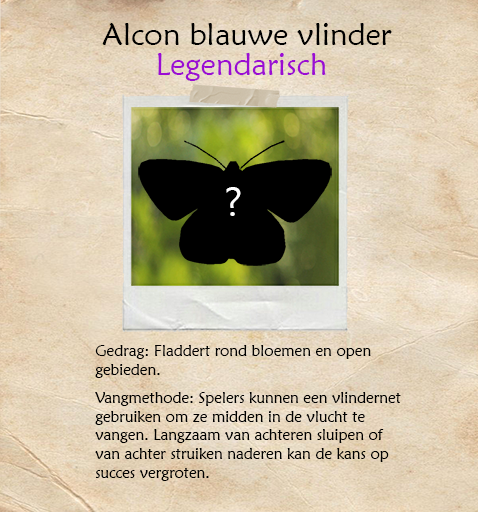 Alcon blauwe vlinder
Legendarisch
?
Gedrag: Fladdert rond bloemen en open
gebieden.
Vangmethode: Spelers kunnen een vlindernet
gebruiken om ze midden in de vlucht te
vangen. Langzaam van achteren sluipen of
van achter struiken naderen kan de kans op
succes vergroten.